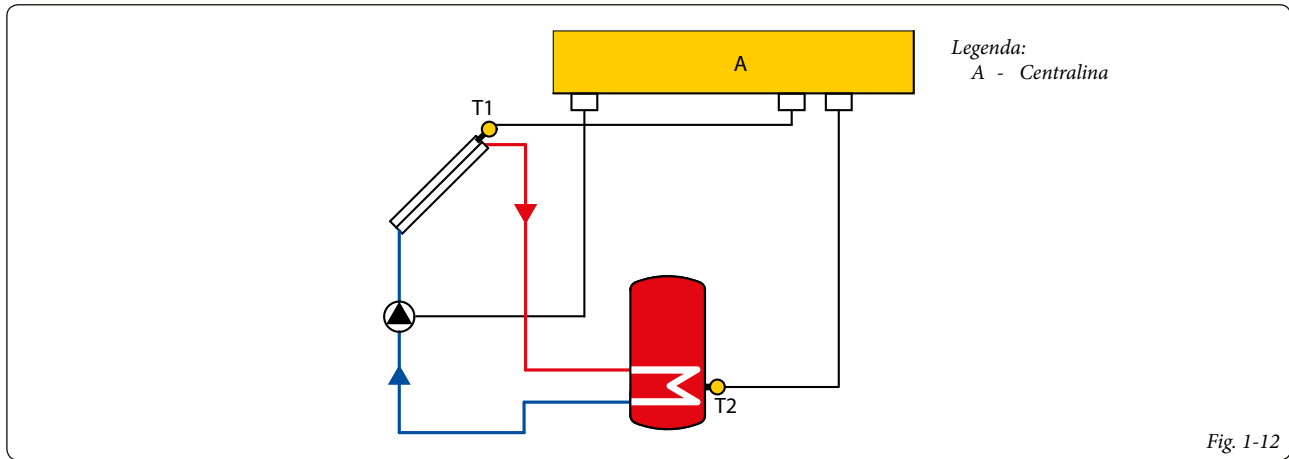 A
Legenda:
A - Centralina
T1
T2
Fig. 1-12